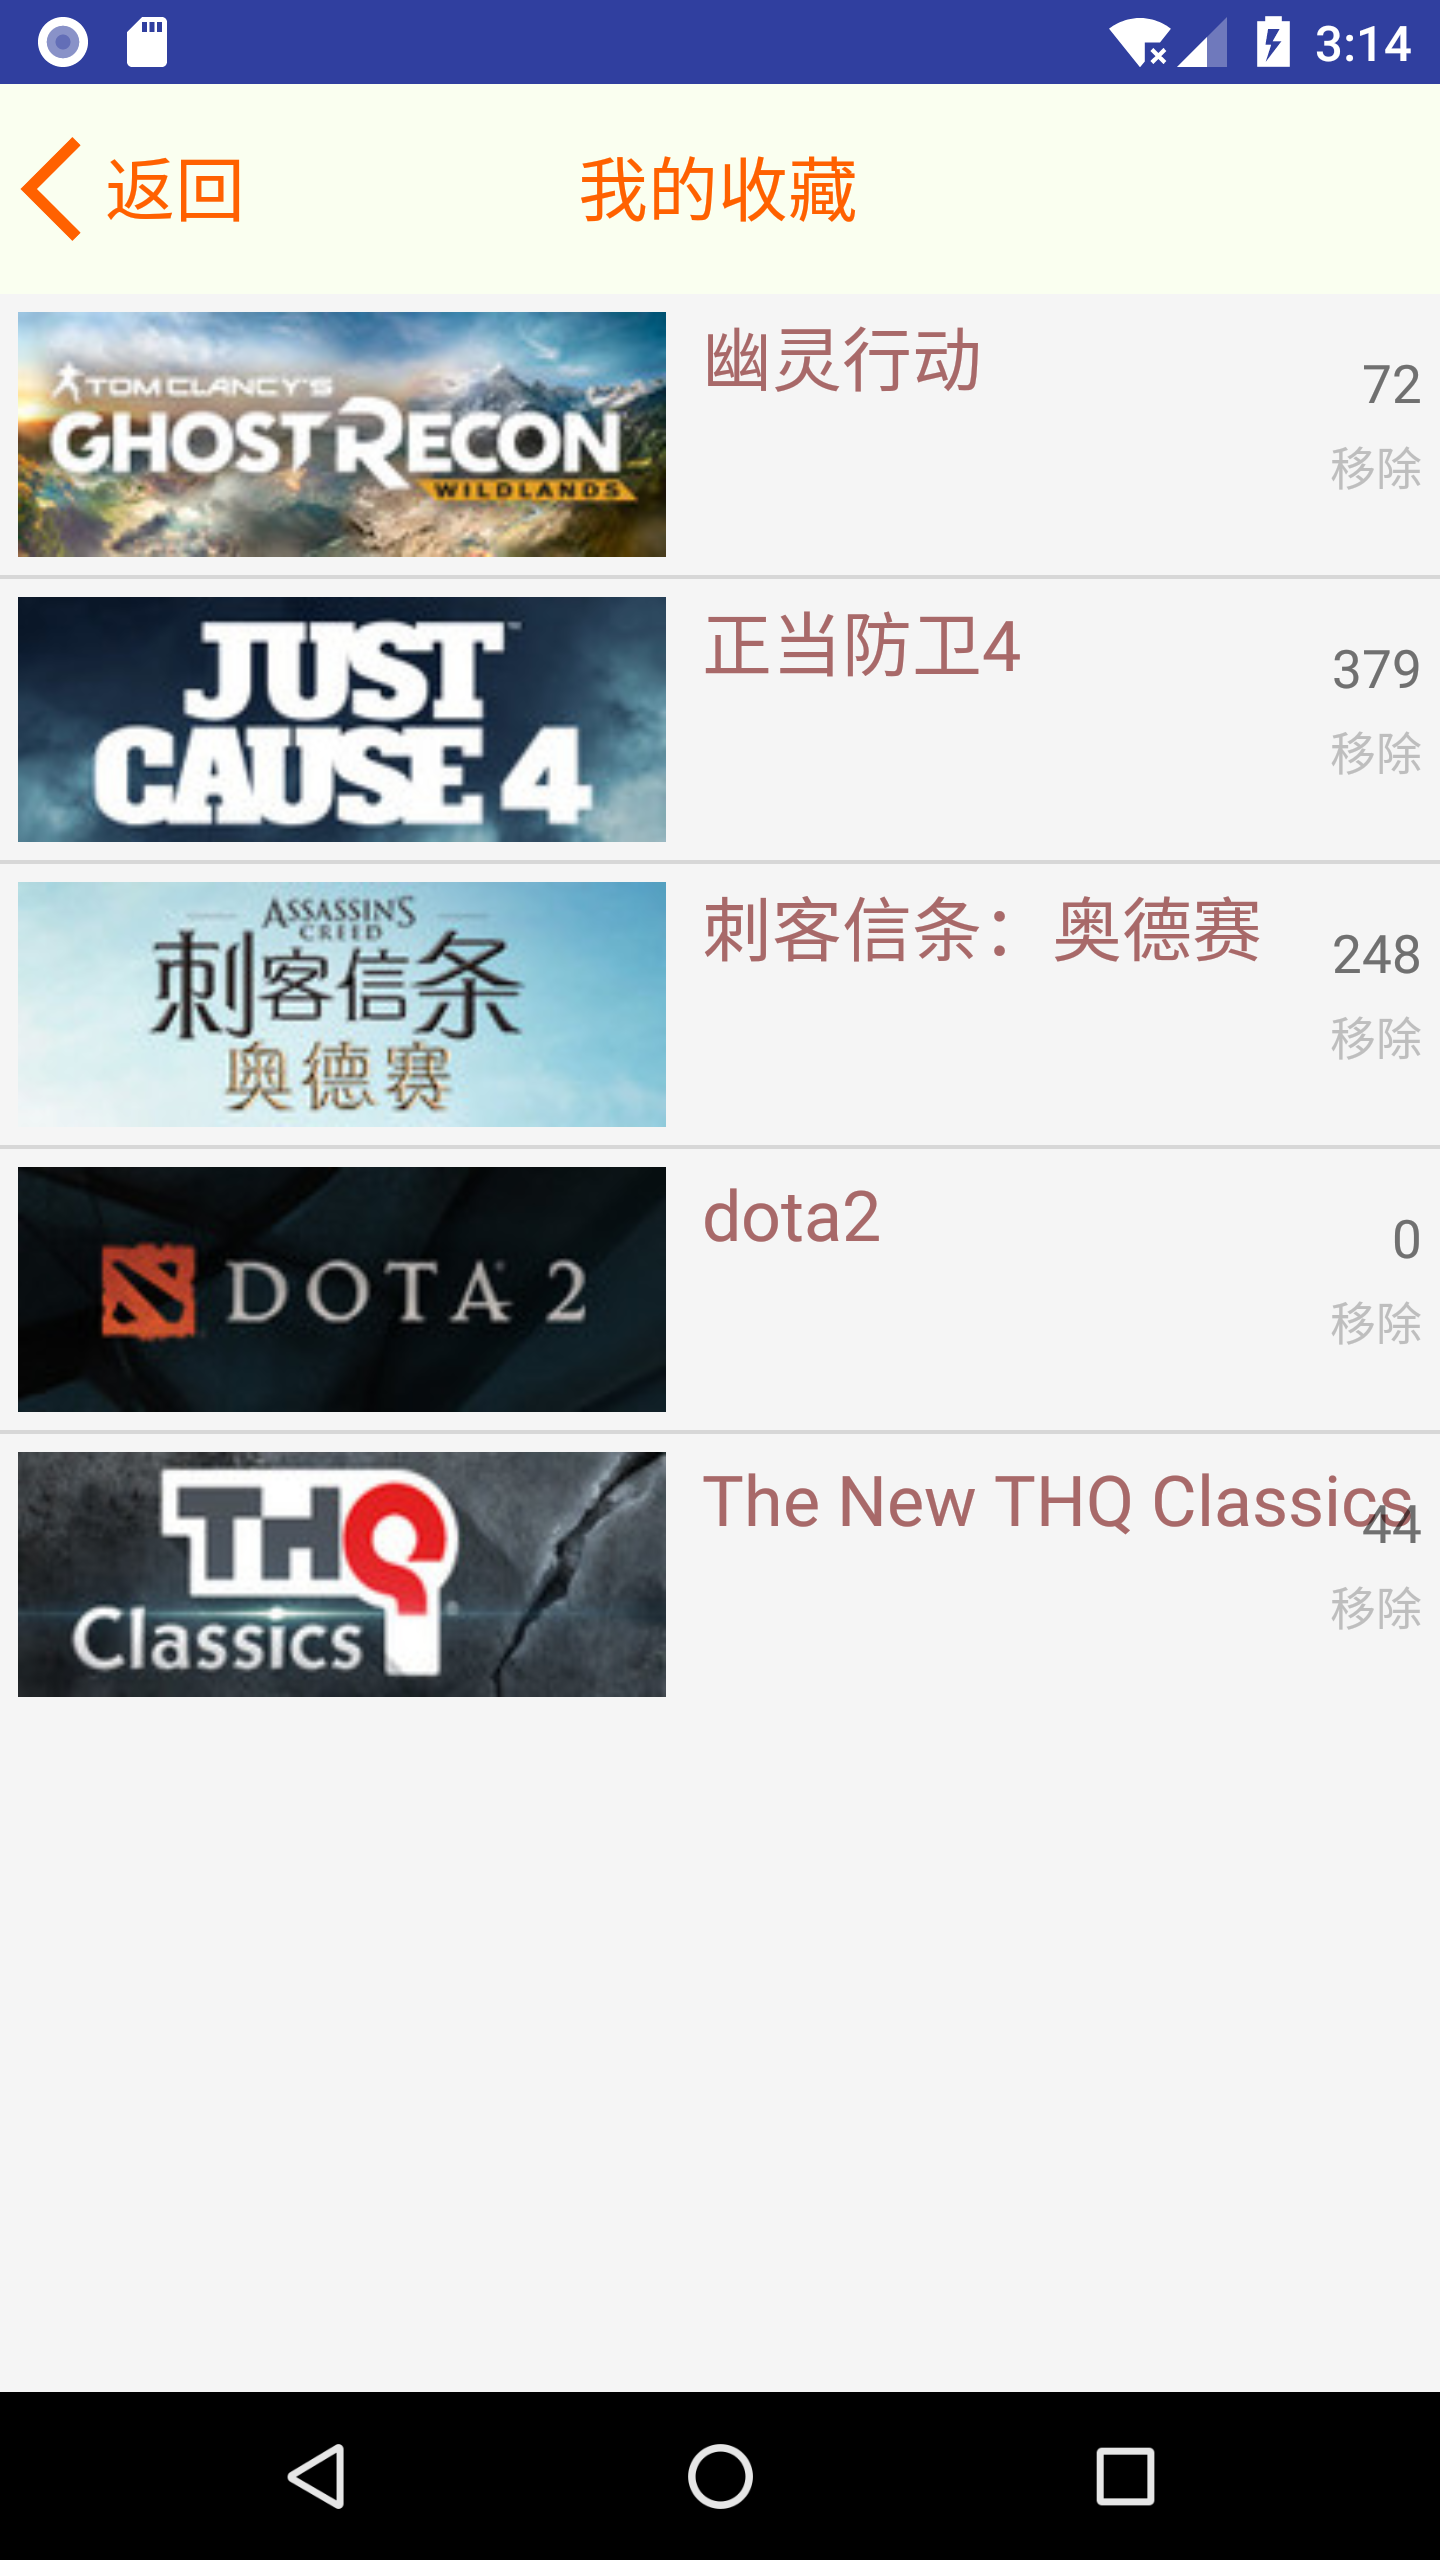 3:14
返回
我的收藏
TOM CLANCY'S
GHOST RECON
WILDLANDS
幽灵行动
72
移除
JUST
CAUSE 4
正当防卫4
379
移除
ASSASSIN'S
CREED
刺客信条
奥德赛
刺客信条：奥德赛
248
移除
DOTA 2
dota2
0
移除
THQ
Classics
The New THQ Classics
44
移除